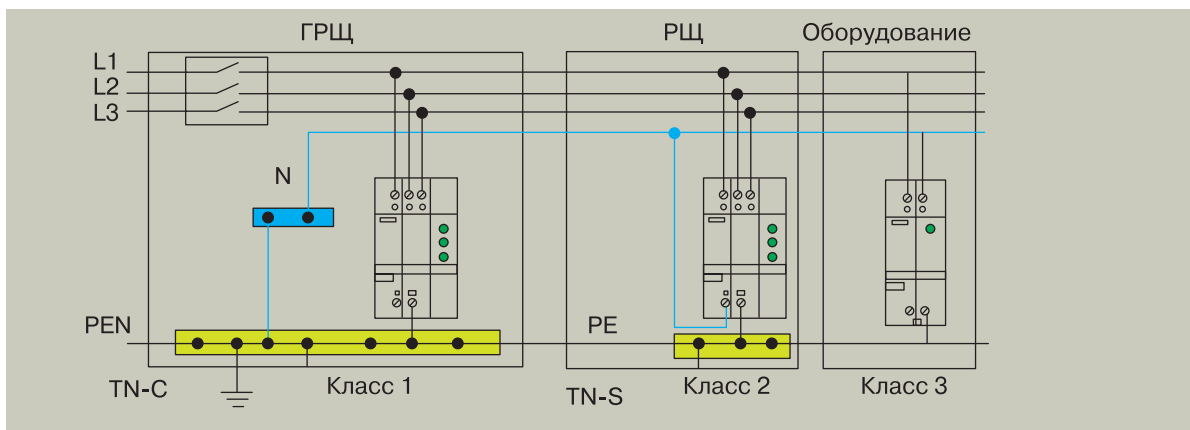 ГРЩ
РЩ
Оборудование
L1
L2
L3
N
PEN
PE
TN-C
Класс 1
TN-S
Класс 2
Класс 3